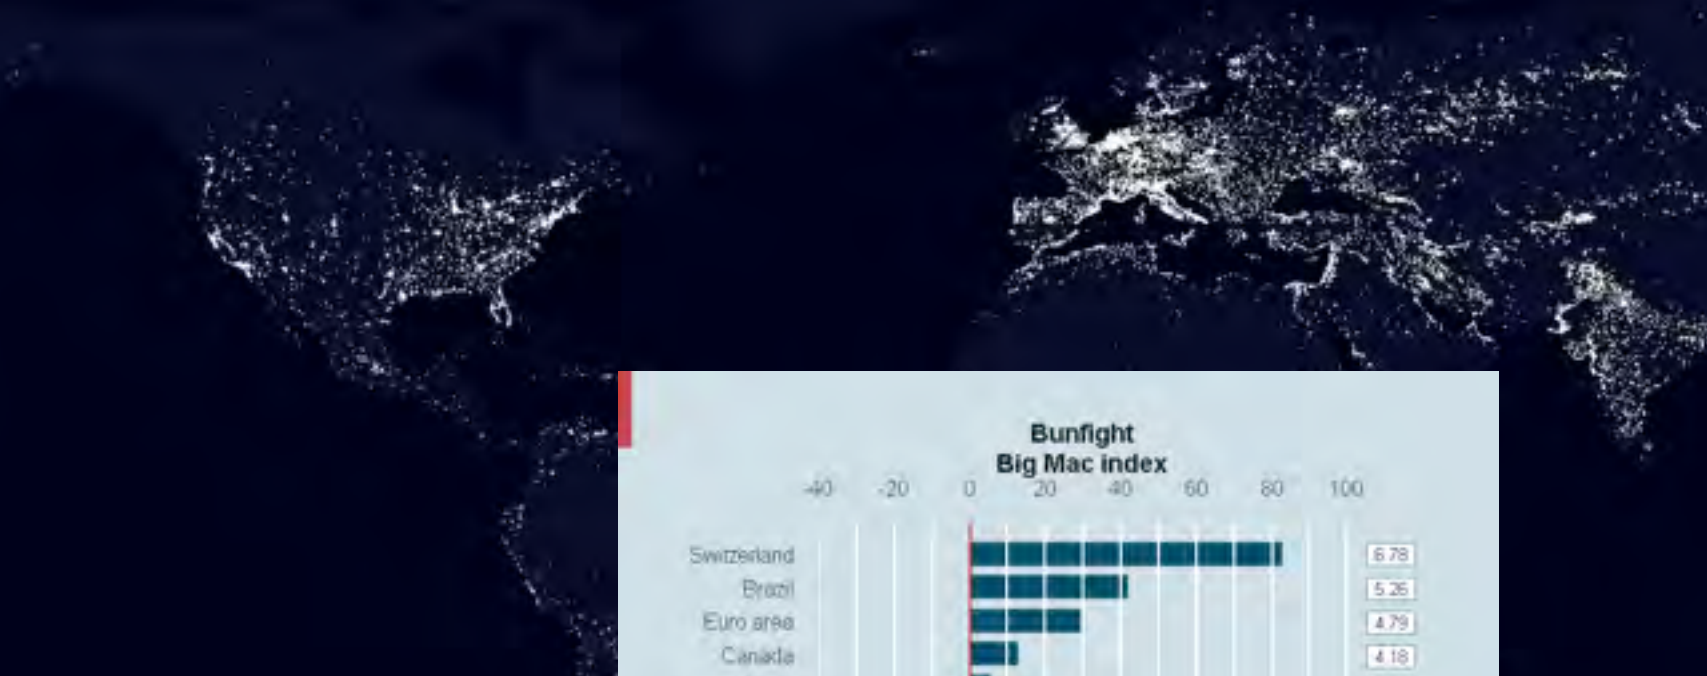 Bunfight
Big Mac index
-40 -20 0 20 40 60 80 100
Switzerland 6.78
Brazil 5.26
Euro area 4.79
Canada 4.18